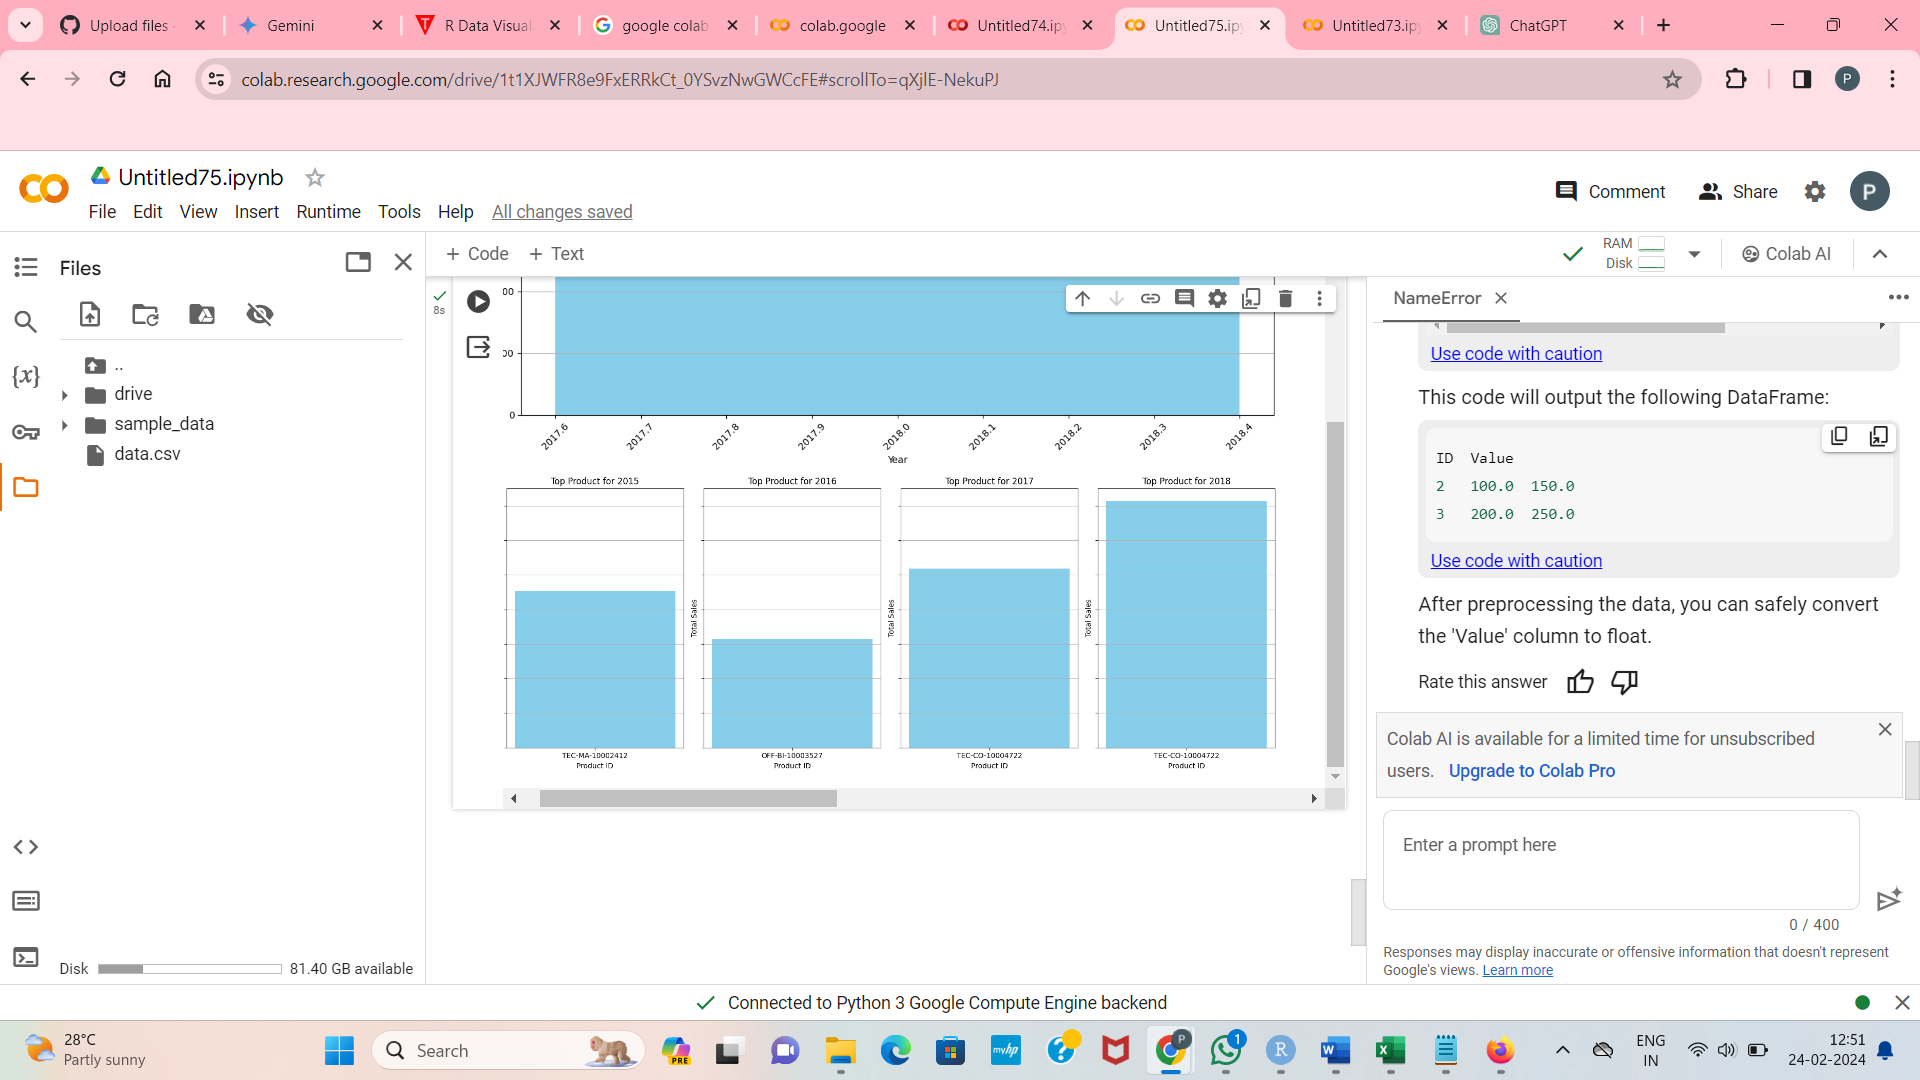 Upload files
Gemini
R Data Visual
google colab
colab.google
Untitled74.ip
Untitled75.ip
Untitled73.ip
ChatGPT
colab.research.google.com/drive/1t1XJWFR8e9FxERRkCt_0YSvzNwGWCcFE#scrollTo=qXjlE-NekuPJ
P
Untitled75.ipynb
Comment
Share
P
File Edit View Insert Runtime Tools Help All changes saved
Files
+ Code + Text
RAM
Disk
Colab AI
{x}
..
drive
sample_data
data.csv
8s
00
00
0
2017.6 2017.7 2017.8 2017.9 2018.0 2018.1 2018.2 2018.3 2018.4
Year
Top Product for 2015 Top Product for 2016 Top Product for 2017 Top Product for 2018
Total Sales Total Sales Total Sales
TEC-MA-10002412 OFF-BI-10003527 TEC-CO-10004722 TEC-CO-10004722
Product ID Product ID Product ID Product ID
NameError
Use code with caution
This code will output the following DataFrame:
ID Value
2 100.0 150.0
3 200.0 250.0
Use code with caution
After preprocessing the data, you can safely convert
the 'Value' column to float.
Rate this answer
Colab AI is available for a limited time for unsubscribed
users. Upgrade to Colab Pro
Enter a prompt here
0 / 400
Responses may display inaccurate or offensive information that doesn't represent
Google's views. Learn more
Disk
81.40 GB available
Connected to Python 3 Google Compute Engine backend
28°C
Partly sunny
Search
PRE
myhp
P
1
R
W
X
ENG
IN
12:51
24-02-2024